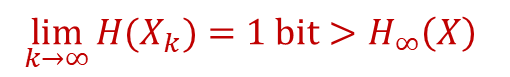 lim H(X_k) = 1 bit > H_∞(X)
k→∞